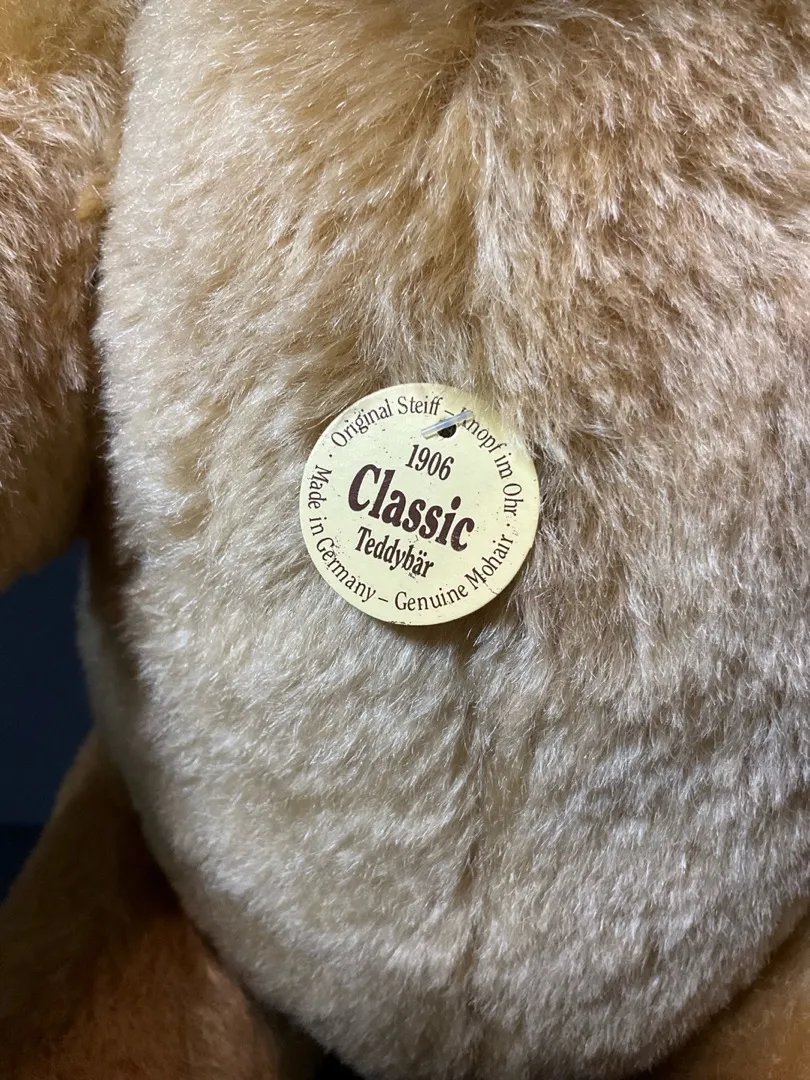 Original Steiff – Knopf im Ohr ·
1906
Classic
Teddybär
Made in Germany – Genuine Mohair ·